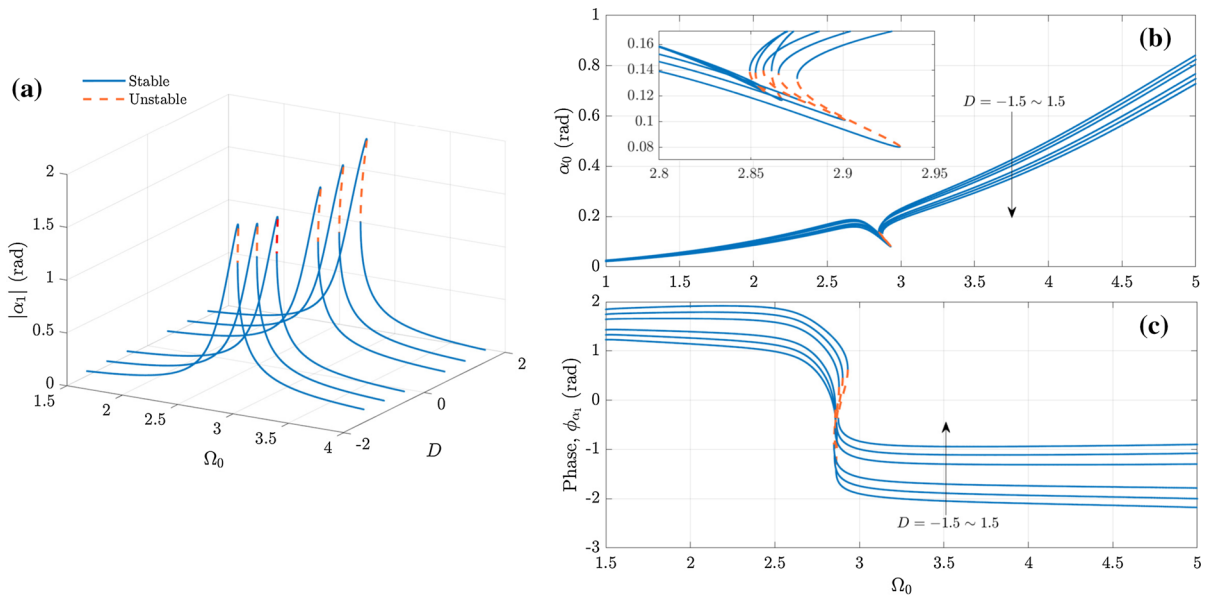 (a)
Stable
Unstable
2
1.5
1
0.5
0
|α₁| (rad)
1.5
2
2.5
3
3.5
4
Ω₀
-2
0
2
D
(b)
1
0.8
0.6
0.4
0.2
0
α₀ (rad)
0.16
0.14
0.12
0.1
0.08
2.8 2.85 2.9 2.95
D = −1.5 ∼ 1.5
1 1.5 2 2.5 3 3.5 4 4.5 5
(c)
2
1
0
-1
-2
-3
Phase, ϕ_α₁ (rad)
D = −1.5 ∼ 1.5
1.5 2 2.5 3 3.5 4 4.5 5
Ω₀